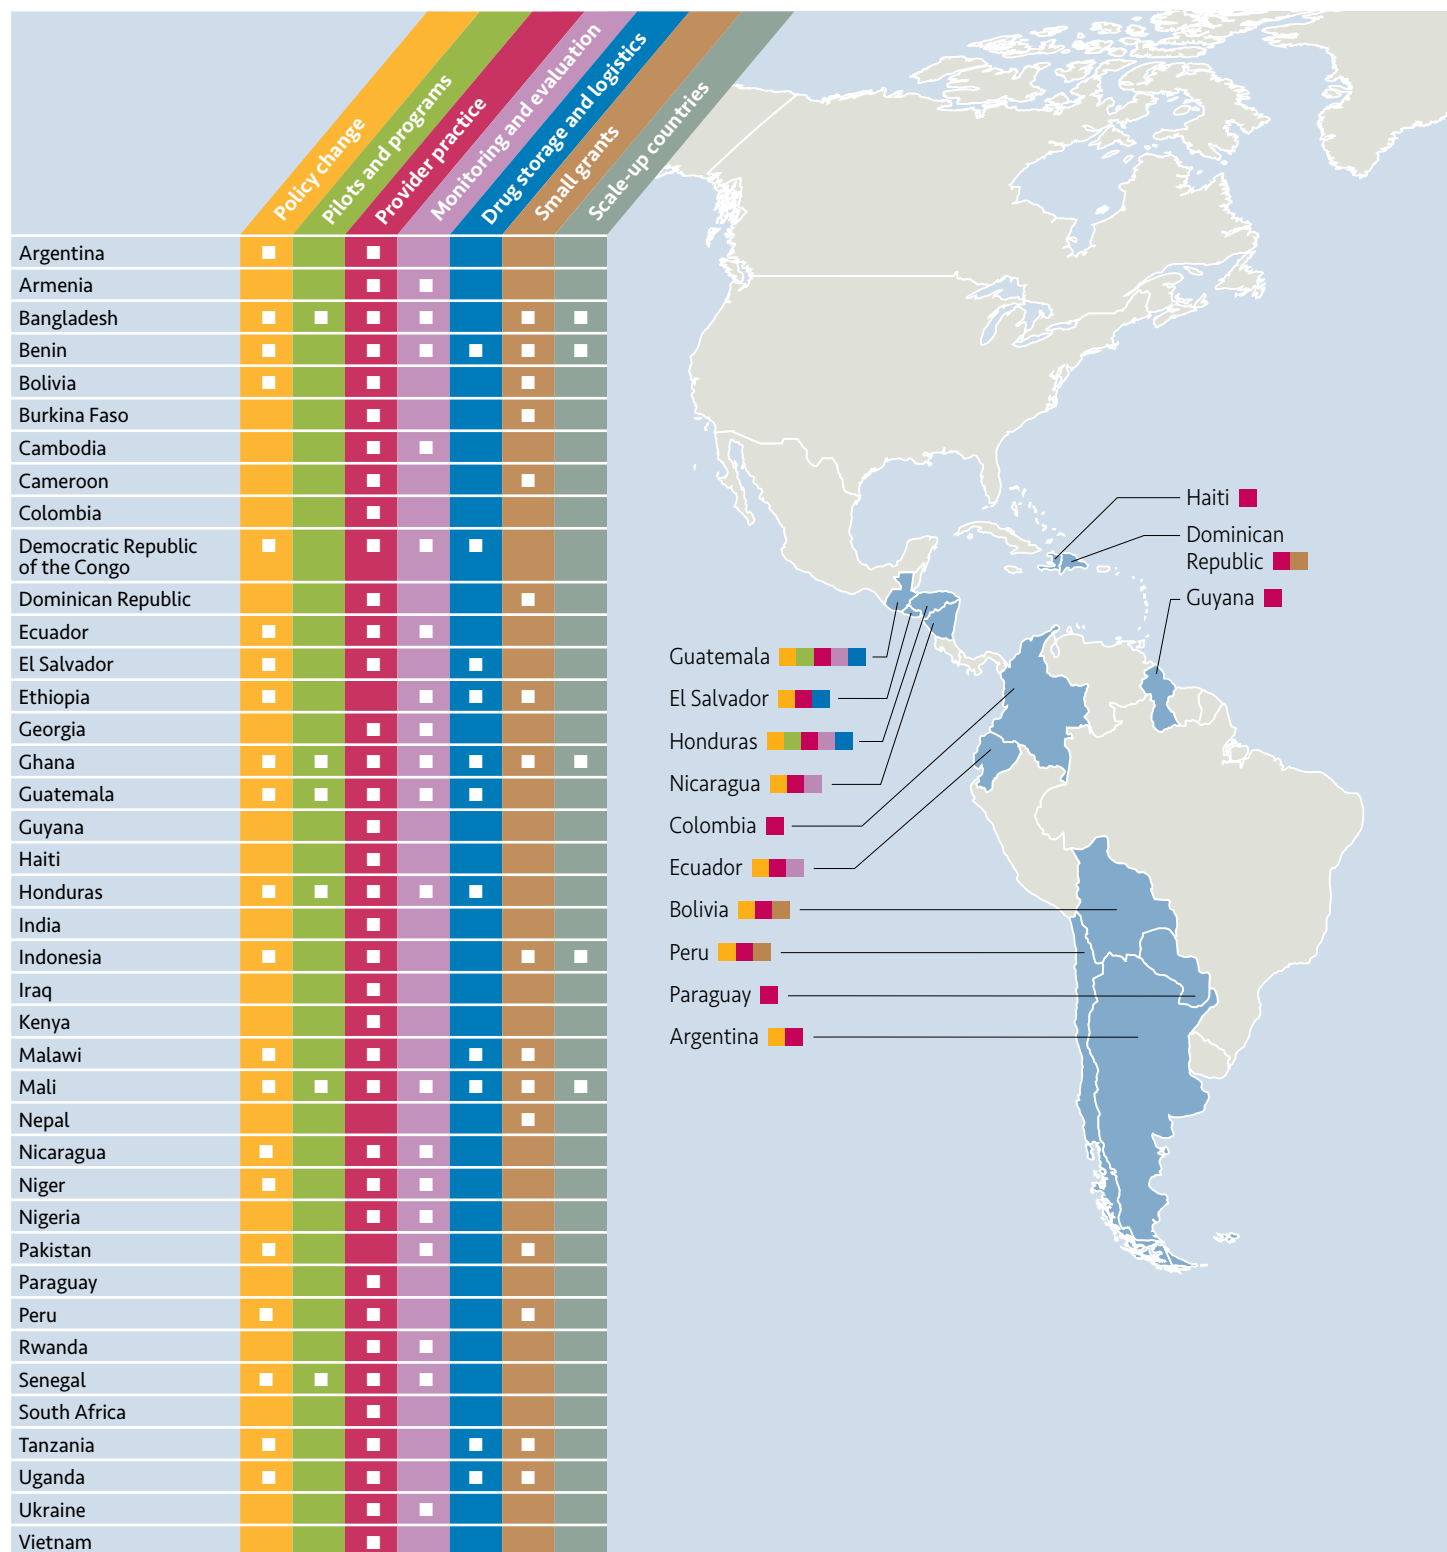 Policy change
Pilots and programs
Provider practice
Monitoring and evaluation
Drug storage and logistics
Small grants
Scale-up countries
Argentina
Armenia
Bangladesh
Benin
Bolivia
Burkina Faso
Cambodia
Cameroon
Colombia
Democratic Republic
of the Congo
Dominican Republic
Ecuador
El Salvador
Ethiopia
Georgia
Ghana
Guatemala
Guyana
Haiti
Honduras
India
Indonesia
Iraq
Kenya
Malawi
Mali
Nepal
Nicaragua
Niger
Nigeria
Pakistan
Paraguay
Peru
Rwanda
Senegal
South Africa
Tanzania
Uganda
Ukraine
Vietnam
Haiti
Dominican
Republic
Guyana
Guatemala
El Salvador
Honduras
Nicaragua
Colombia
Ecuador
Bolivia
Peru
Paraguay
Argentina